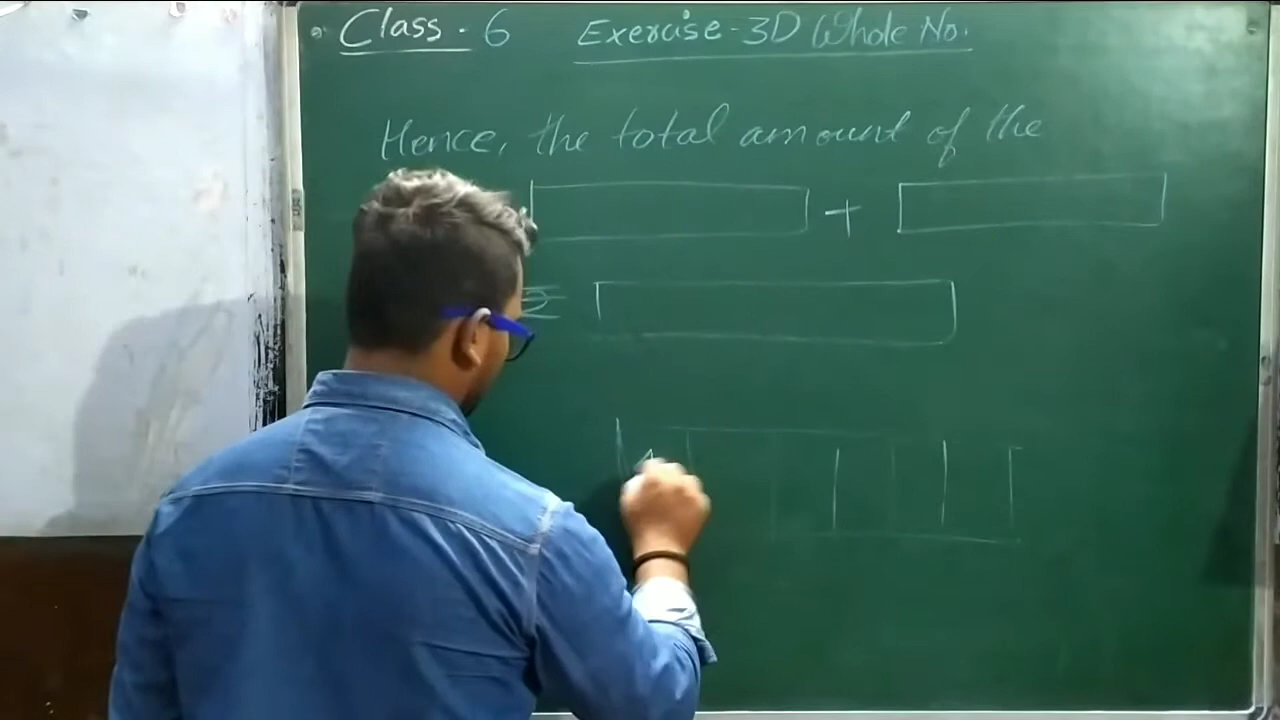 Class - 6 Exercise - 3D Whole No.
Hence, the total amount of the
+
=